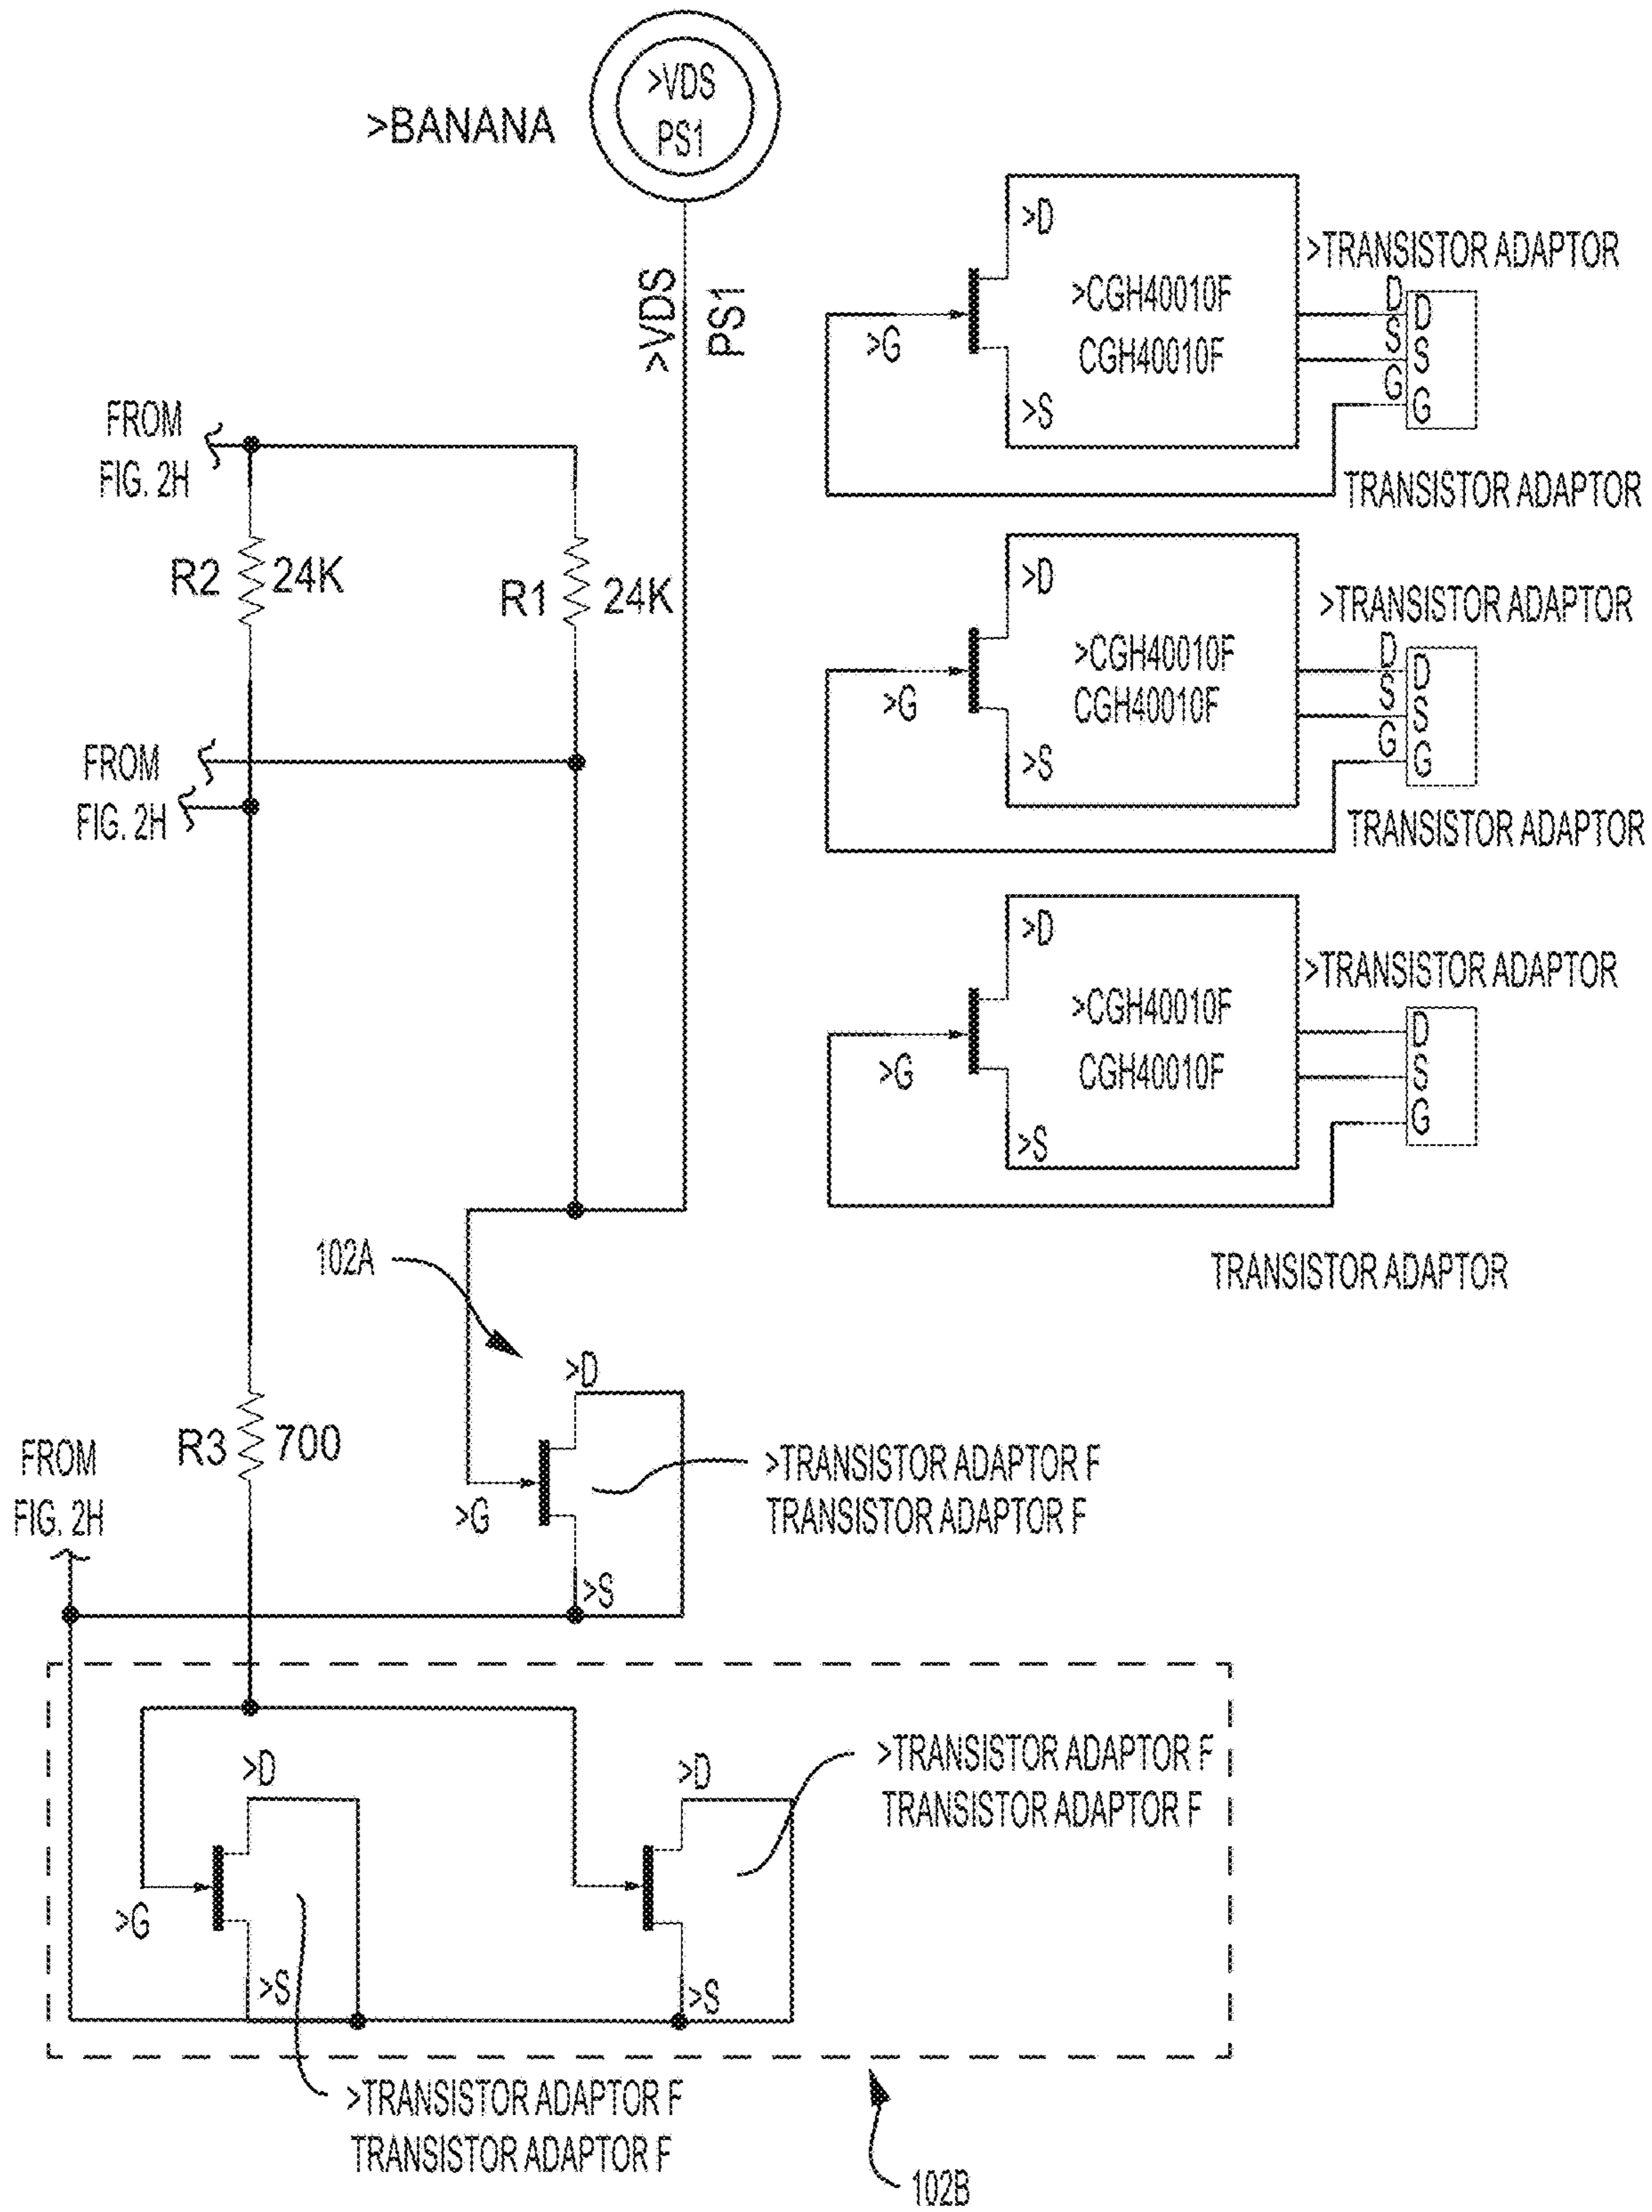 >BANANA
>VDS
PS1
>VDS
PS1
>D
>CGH40010F
CGH40010F
>G
>S
>TRANSISTOR ADAPTOR
D
S
G
D
S
G
TRANSISTOR ADAPTOR
FROM
FIG. 2H
R2
24K
R1
24K
>D
>CGH40010F
CGH40010F
>G
>S
>TRANSISTOR ADAPTOR
D
S
G
D
S
G
TRANSISTOR ADAPTOR
FROM
FIG. 2H
>D
>CGH40010F
CGH40010F
>G
>S
>TRANSISTOR ADAPTOR
D
S
G
TRANSISTOR ADAPTOR
102A
>D
R3
700
FROM
FIG. 2H
>G
>TRANSISTOR ADAPTOR F
TRANSISTOR ADAPTOR F
>S
>D
>G
>S
>D
>TRANSISTOR ADAPTOR F
TRANSISTOR ADAPTOR F
>S
>TRANSISTOR ADAPTOR F
TRANSISTOR ADAPTOR F
102B